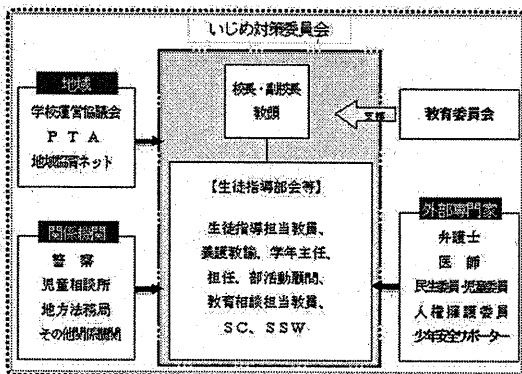 いじめ対策委員会
地域
学校運営協議会
ＰＴＡ
地域協育ネット
校長・副校長
教頭
支援
教育委員会
【生徒指導部会等】
生徒指導担当教員、
養護教諭、学年主任、
担任、部活動顧問、
教育相談担当教員、
ＳＣ、ＳＳＷ
関係機関
警察
児童相談所
地方法務局
その他関係機関
外部専門家
弁護士
医師
民生委員・児童委員
人権擁護委員
少年安全サポーター